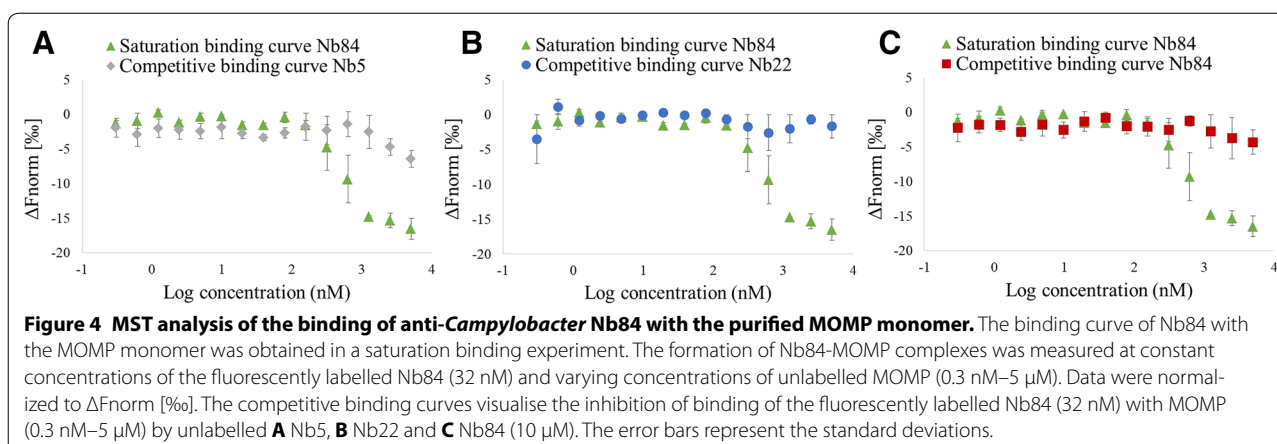 A
▲ Saturation binding curve Nb84
◆ Competitive binding curve Nb5
5
0
-5
-10
-15
-20
ΔFnorm [‰]
-1 0 1 2 3 4
Log concentration (nM)
B
▲ Saturation binding curve Nb84
● Competitive binding curve Nb22
5
0
-5
-10
-15
-20
ΔFnorm [‰]
-1 0 1 2 3 4
Log concentration (nM)
C
▲ Saturation binding curve Nb84
■ Competitive binding curve Nb84
5
0
-5
-10
-15
-20
ΔFnorm [‰]
-1 0 1 2 3 4
Log concentration (nM)
Figure 4 MST analysis of the binding of anti-Campylobacter Nb84 with the purified MOMP monomer. The binding curve of Nb84 with
the MOMP monomer was obtained in a saturation binding experiment. The formation of Nb84-MOMP complexes was measured at constant
concentrations of the fluorescently labelled Nb84 (32 nM) and varying concentrations of unlabelled MOMP (0.3 nM–5 µM). Data were normal-
ized to ΔFnorm [‰]. The competitive binding curves visualise the inhibition of binding of the fluorescently labelled Nb84 (32 nM) with MOMP
(0.3 nM–5 µM) by unlabelled A Nb5, B Nb22 and C Nb84 (10 µM). The error bars represent the standard deviations.